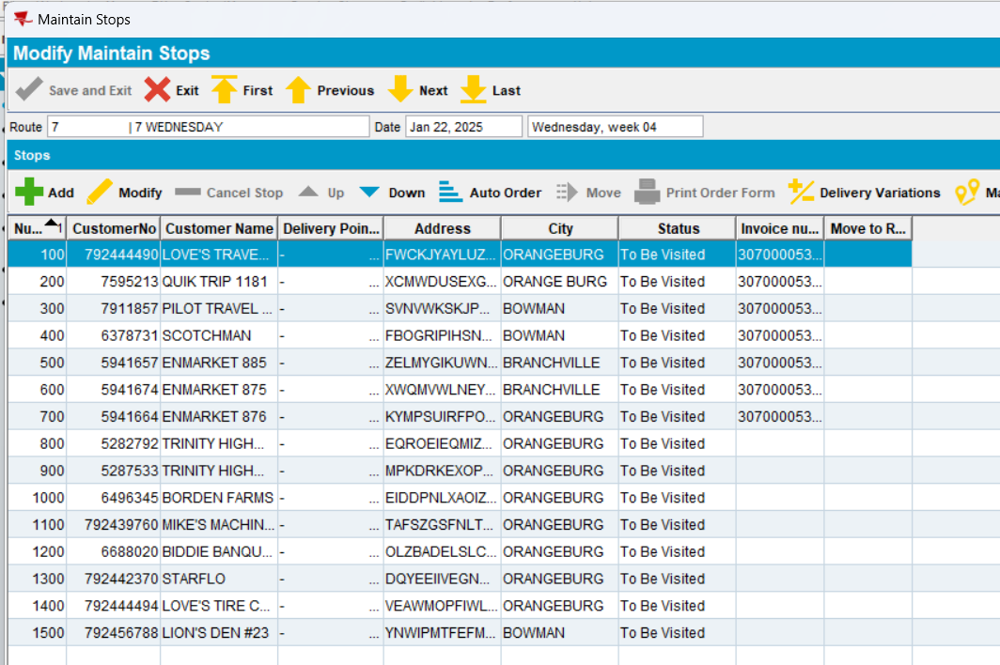 Maintain Stops
Modify Maintain Stops
Save and Exit Exit First Previous Next Last
Route 7 | 7 WEDNESDAY Date Jan 22, 2025 Wednesday, week 04
Stops
Add Modify Cancel Stop Up Down Auto Order Move Print Order Form Delivery Variations Ma
Nu... 1 CustomerNo Customer Name Delivery Poin... Address City Status Invoice nu... Move to R...
100 792444490 LOVE'S TRAVE... - ... FWCKJYAYLUZ... ORANGEBURG To Be Visited 307000053...
200 7595213 QUIK TRIP 1181 - ... XCMWDUSEXG... ORANGE BURG To Be Visited 307000053...
300 7911857 PILOT TRAVEL ... - ... SVNVWKSKJP... BOWMAN To Be Visited 307000053...
400 6378731 SCOTCHMAN - ... FBOGRIPIHSN... BOWMAN To Be Visited 307000053...
500 5941657 ENMARKET 885 - ... ZELMYGIKUWN... BRANCHVILLE To Be Visited 307000053...
600 5941674 ENMARKET 875 - ... XWQMVWLNEY... BRANCHVILLE To Be Visited 307000053...
700 5941664 ENMARKET 876 - ... KYMPSUIRFPO... ORANGEBURG To Be Visited 307000053...
800 5282792 TRINITY HIGH... - ... EQROEIEQMIZ... ORANGEBURG To Be Visited
900 5287533 TRINITY HIGH... - ... MPKDRKEXOP... ORANGEBURG To Be Visited
1000 6496345 BORDEN FARMS - ... EIDDPNLXAOIZ... ORANGEBURG To Be Visited
1100 792439760 MIKE'S MACHIN... - ... TAFSZGSFNLT... ORANGEBURG To Be Visited
1200 6688020 BIDDIE BANQU... - ... OLZBADELSLC... ORANGEBURG To Be Visited
1300 792442370 STARFLO - ... DQYEEIIVEGN... ORANGEBURG To Be Visited
1400 792444494 LOVE'S TIRE C... - ... VEAWMOPFIWL... ORANGEBURG To Be Visited
1500 792456788 LION'S DEN #23 - ... YNWIPMTFEFM... BOWMAN To Be Visited